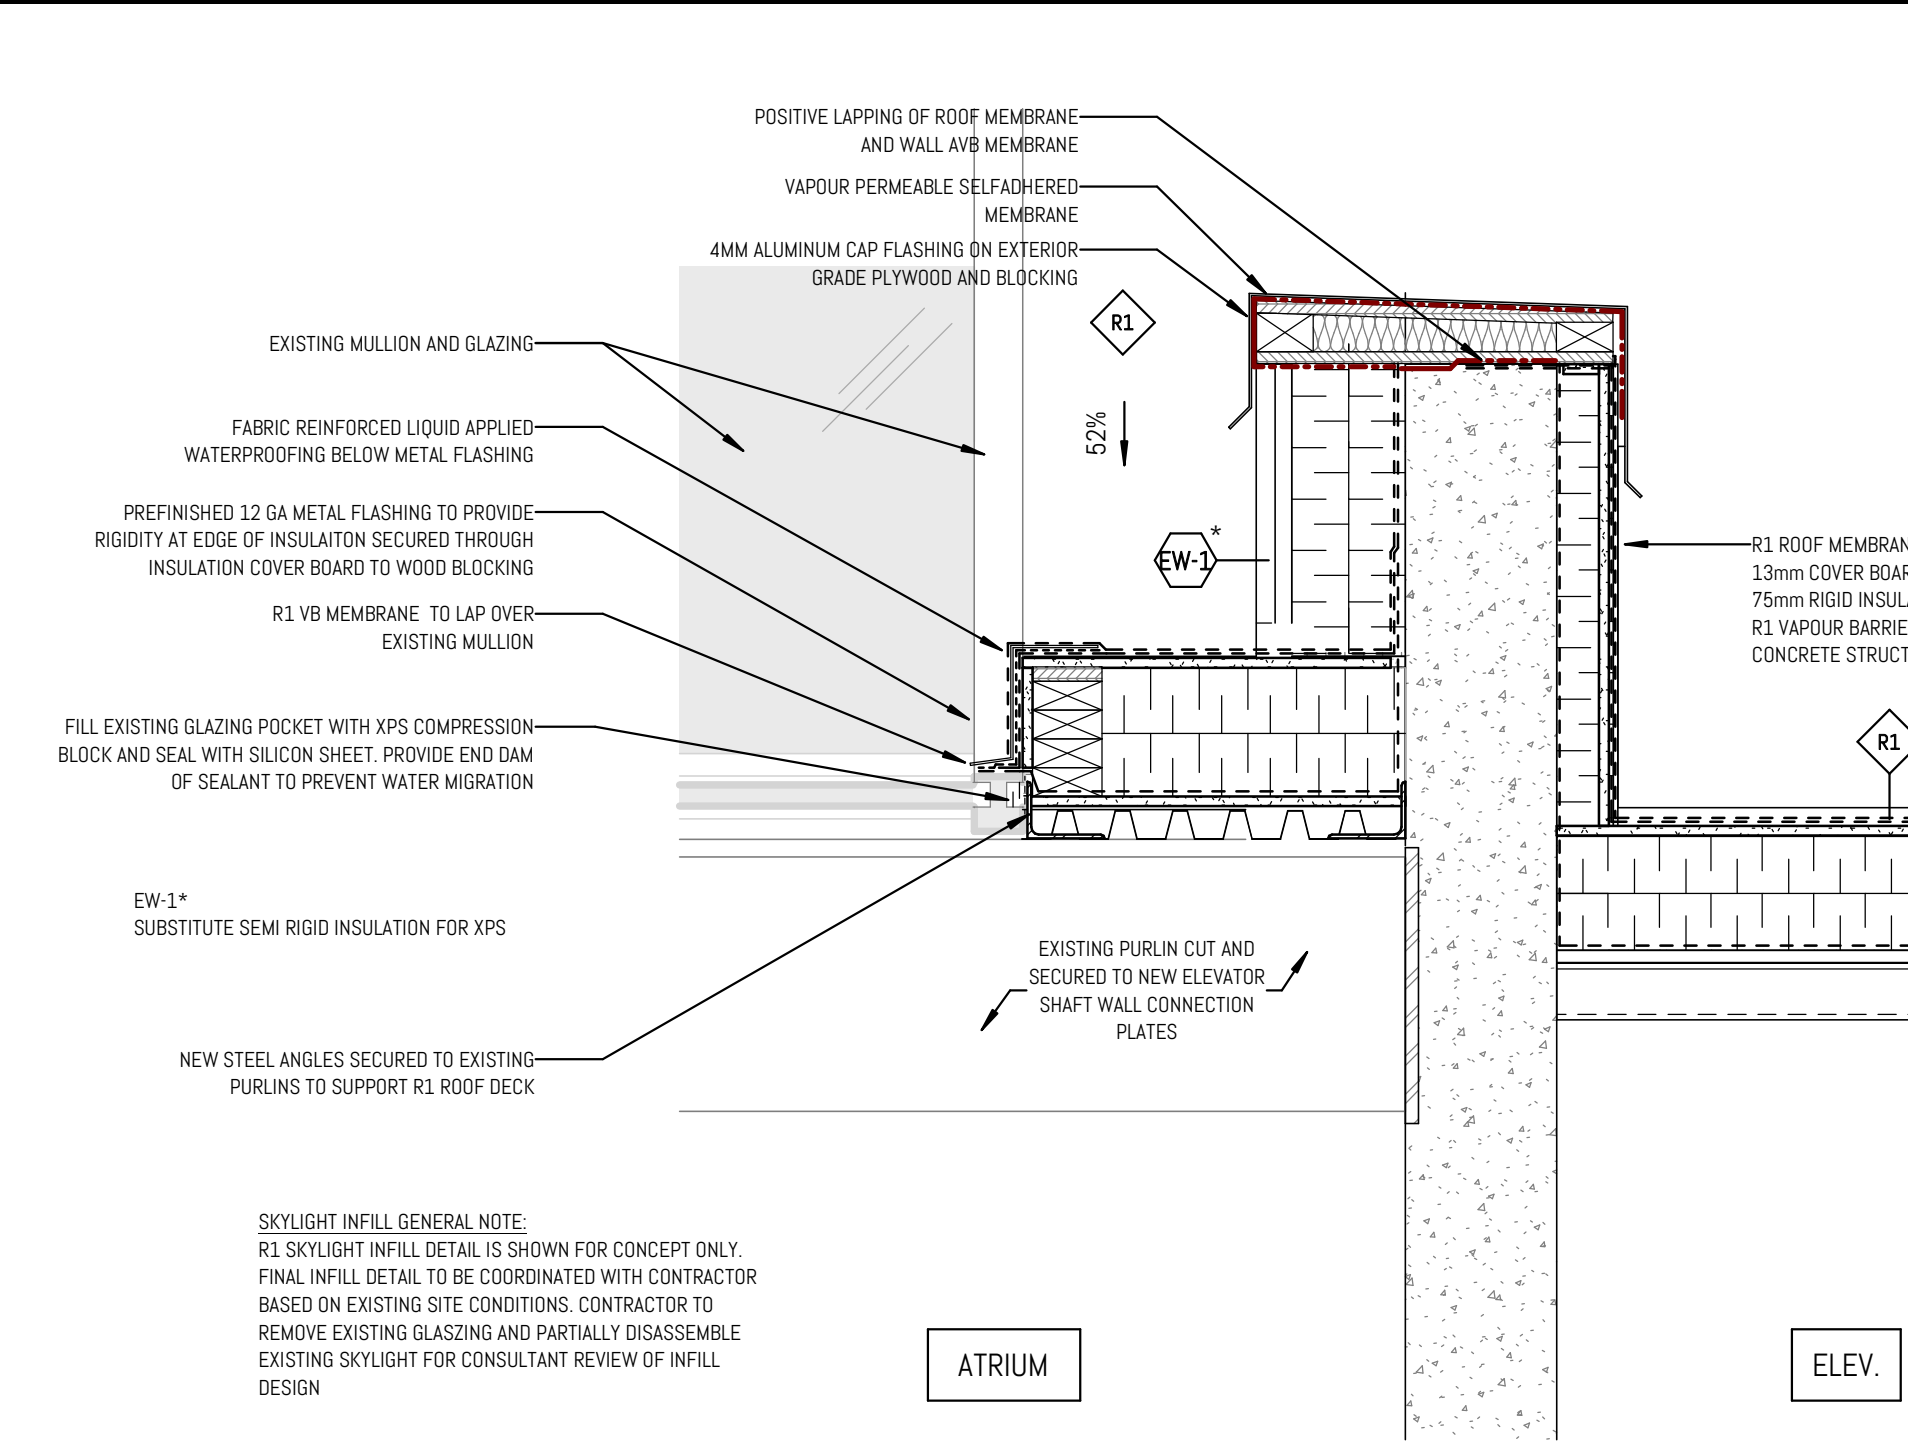 POSITIVE LAPPING OF ROOF MEMBRANE
AND WALL AVB MEMBRANE
VAPOUR PERMEABLE SELFADHERED
MEMBRANE
4MM ALUMINUM CAP FLASHING ON EXTERIOR
GRADE PLYWOOD AND BLOCKING
R1
EXISTING MULLION AND GLAZING
52%
FABRIC REINFORCED LIQUID APPLIED
WATERPROOFING BELOW METAL FLASHING
PREFINISHED 12 GA METAL FLASHING TO PROVIDE
RIGIDITY AT EDGE OF INSULAITON SECURED THROUGH
INSULATION COVER BOARD TO WOOD BLOCKING
EW-1
*
R1 ROOF MEMBRAN
13mm COVER BOAR
75mm RIGID INSUL
R1 VAPOUR BARRIE
CONCRETE STRUCT
R1 VB MEMBRANE TO LAP OVER
EXISTING MULLION
FILL EXISTING GLAZING POCKET WITH XPS COMPRESSION
BLOCK AND SEAL WITH SILICON SHEET. PROVIDE END DAM
OF SEALANT TO PREVENT WATER MIGRATION
R1
EW-1*
SUBSTITUTE SEMI RIGID INSULATION FOR XPS
EXISTING PURLIN CUT AND
SECURED TO NEW ELEVATOR
SHAFT WALL CONNECTION
PLATES
NEW STEEL ANGLES SECURED TO EXISTING
PURLINS TO SUPPORT R1 ROOF DECK
SKYLIGHT INFILL GENERAL NOTE:
R1 SKYLIGHT INFILL DETAIL IS SHOWN FOR CONCEPT ONLY.
FINAL INFILL DETAIL TO BE COORDINATED WITH CONTRACTOR
BASED ON EXISTING SITE CONDITIONS. CONTRACTOR TO
REMOVE EXISTING GLASZING AND PARTIALLY DISASSEMBLE
EXISTING SKYLIGHT FOR CONSULTANT REVIEW OF INFILL
DESIGN
ATRIUM
ELEV.